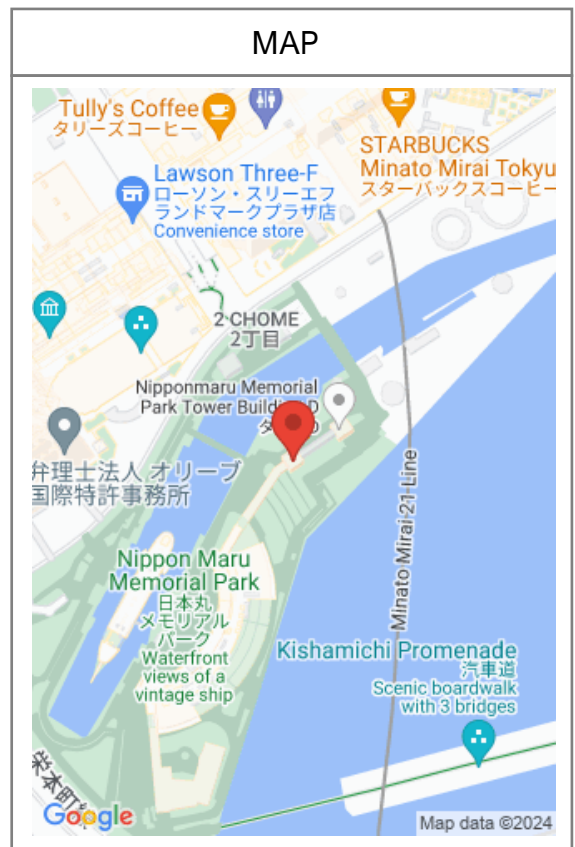 MAP
Tully's Coffee
タリーズコーヒー
STARBUCKS
Minato Mirai Tokyu
スターバックスコーヒー
Lawson Three-F
ローソン・スリーエフ
ランドマークプラザ店
Convenience store
2 CHOME
2丁目
Nipponmaru Memorial
Park Tower Building D
弁理士法人 オリーブ
国際特許事務所
Minato Mirai 21 Line
Nippon Maru
Memorial Park
日本丸
メモリアル
パーク
Waterfront
views of a
vintage ship
Kishamichi Promenade
汽車道
Scenic boardwalk
with 3 bridges
栄本町線
Google
Map data ©2024